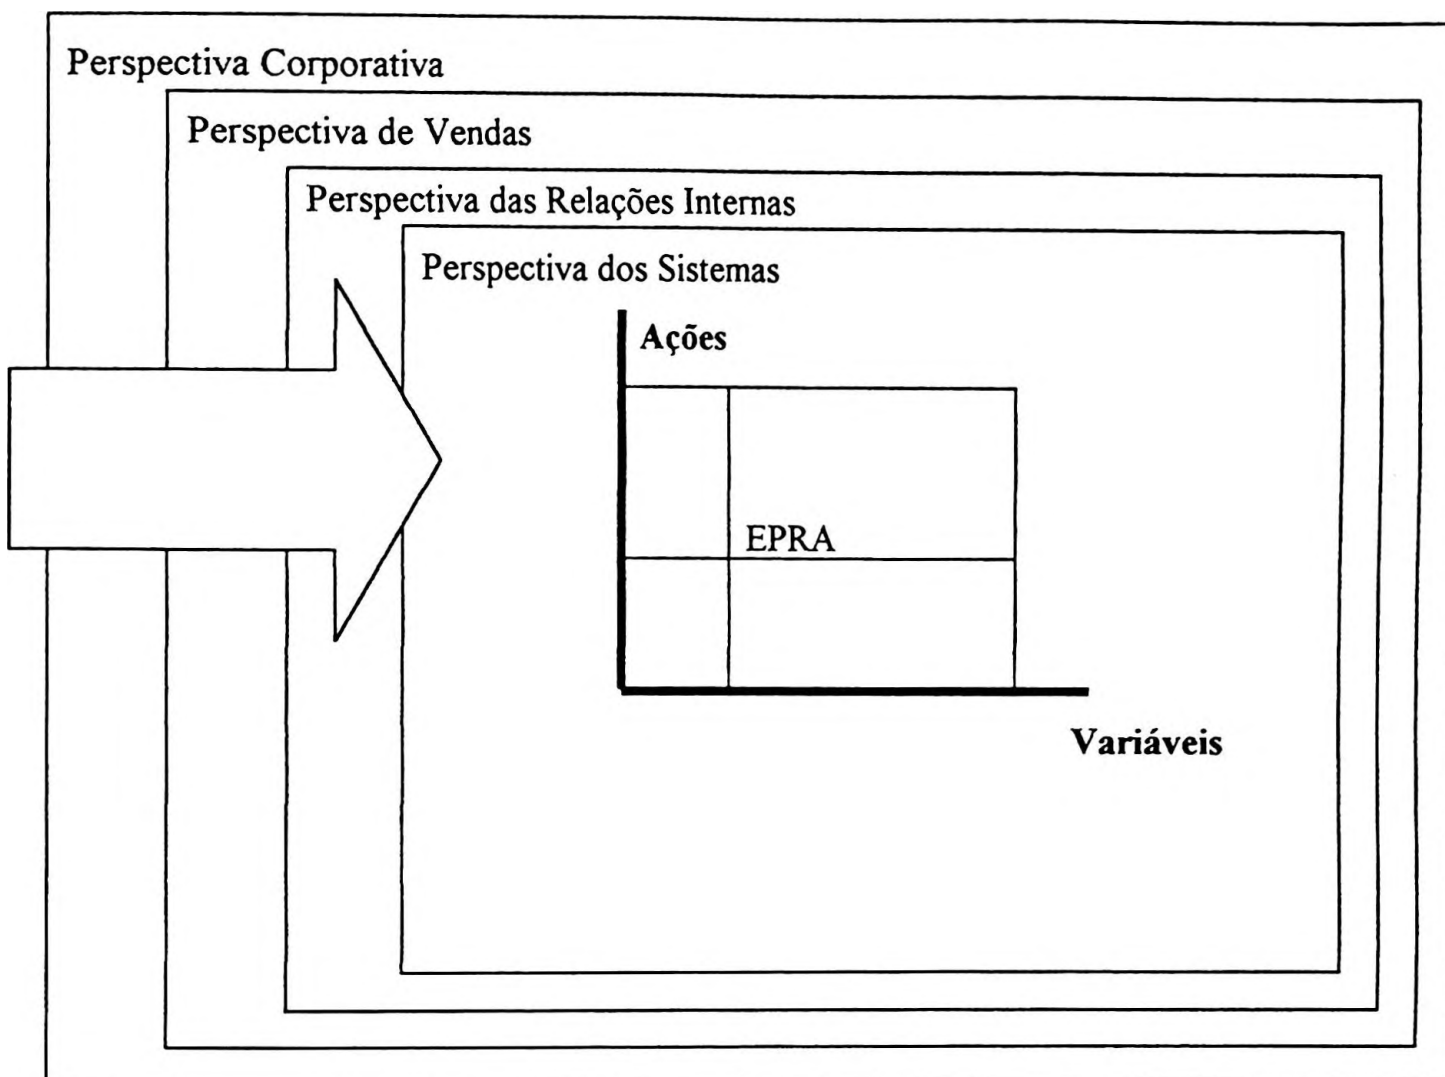 Perspectiva Corporativa
Perspectiva de Vendas
Perspectiva das Relações Internas
Perspectiva dos Sistemas
Ações
EPRA
Variáveis